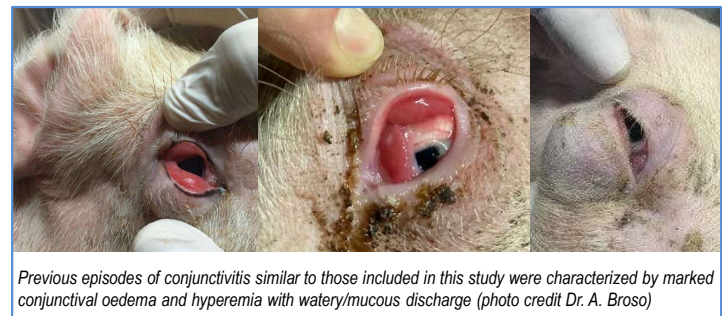 Previous episodes of conjunctivitis similar to those included in this study were characterized by marked
conjunctival oedema and hyperemia with watery/mucous discharge (photo credit Dr. A. Broso)